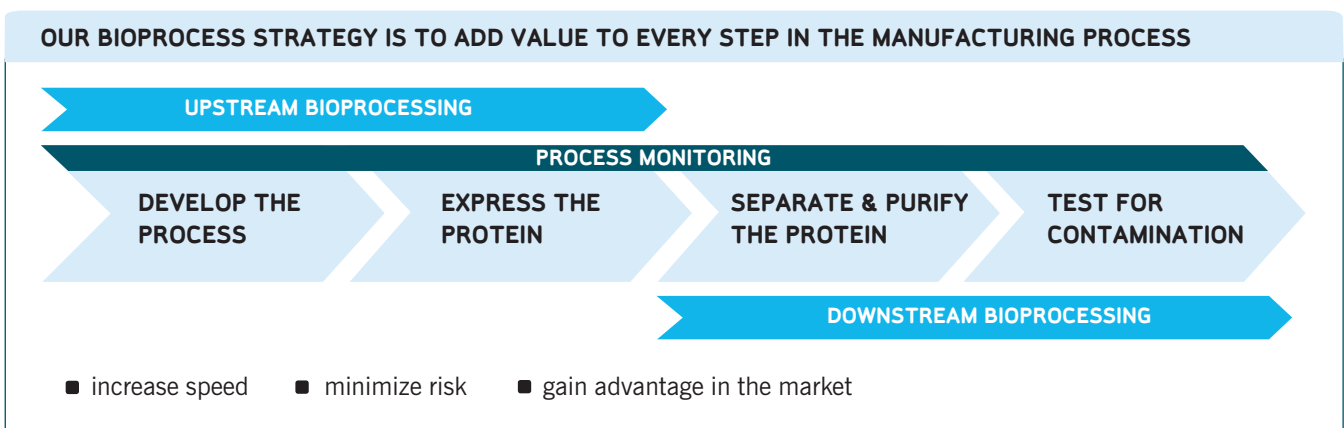 OUR BIOPROCESS STRATEGY IS TO ADD VALUE TO EVERY STEP IN THE MANUFACTURING PROCESS
UPSTREAM BIOPROCESSING
PROCESS MONITORING
DEVELOP THE
PROCESS
EXPRESS THE
PROTEIN
SEPARATE & PURIFY
THE PROTEIN
TEST FOR
CONTAMINATION
DOWNSTREAM BIOPROCESSING
■ increase speed ■ minimize risk ■ gain advantage in the market